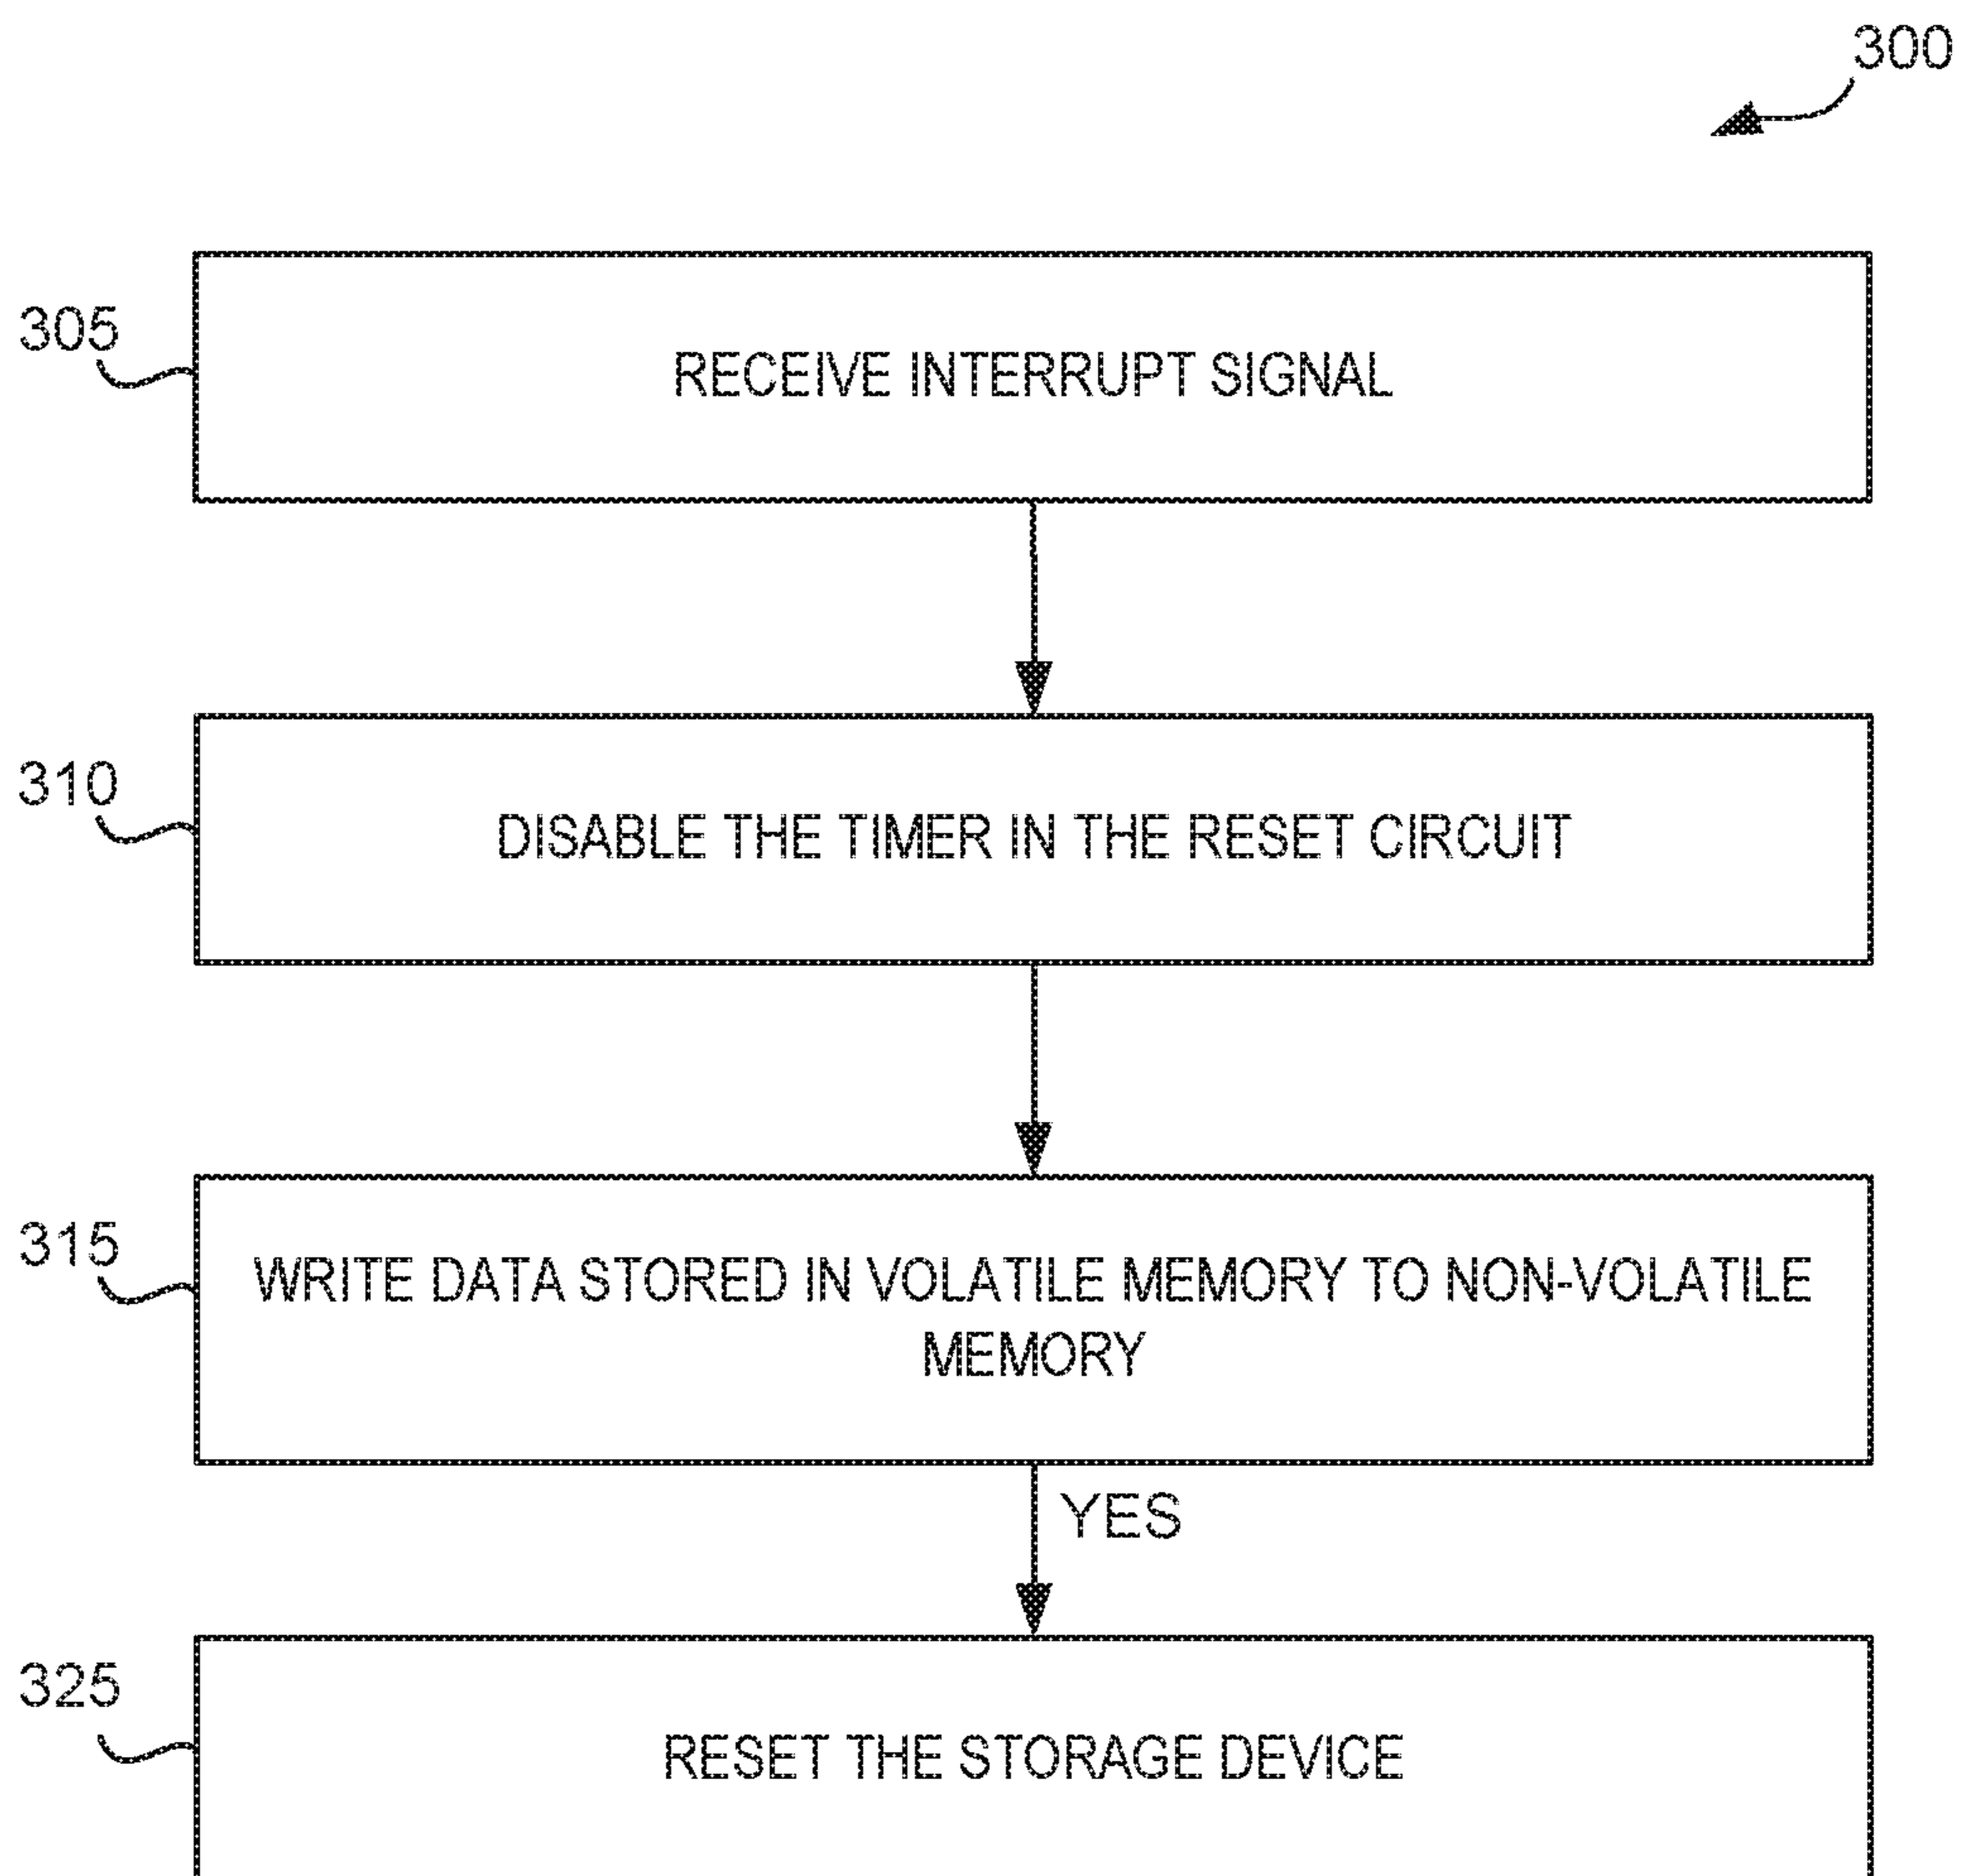 300
305
RECEIVE INTERRUPT SIGNAL
310
DISABLE THE TIMER IN THE RESET CIRCUIT
315
WRITE DATA STORED IN VOLATILE MEMORY TO NON-VOLATILE
MEMORY
YES
325
RESET THE STORAGE DEVICE